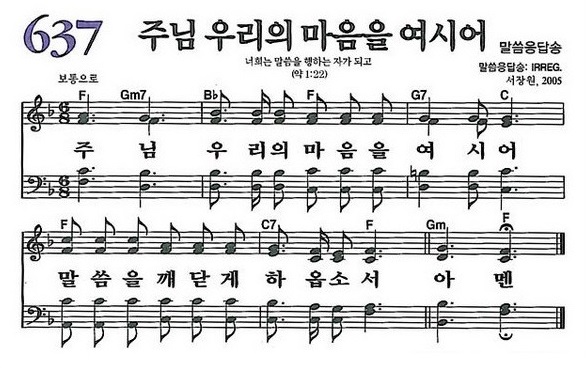 637 주님 우리의 마음을 여시어 말씀응답송
너희는 말씀을 행하는 자가 되고
(약 1:22)
말씀응답송: IRREG.
서창원, 2005
보통으로
F Gm7 B♭ F G7 C
주 님 우 리의 마 음 을 여 시 어
F C7 F Gm F
말 씀 을 깨 닫 게 하 옵소 서 아 멘